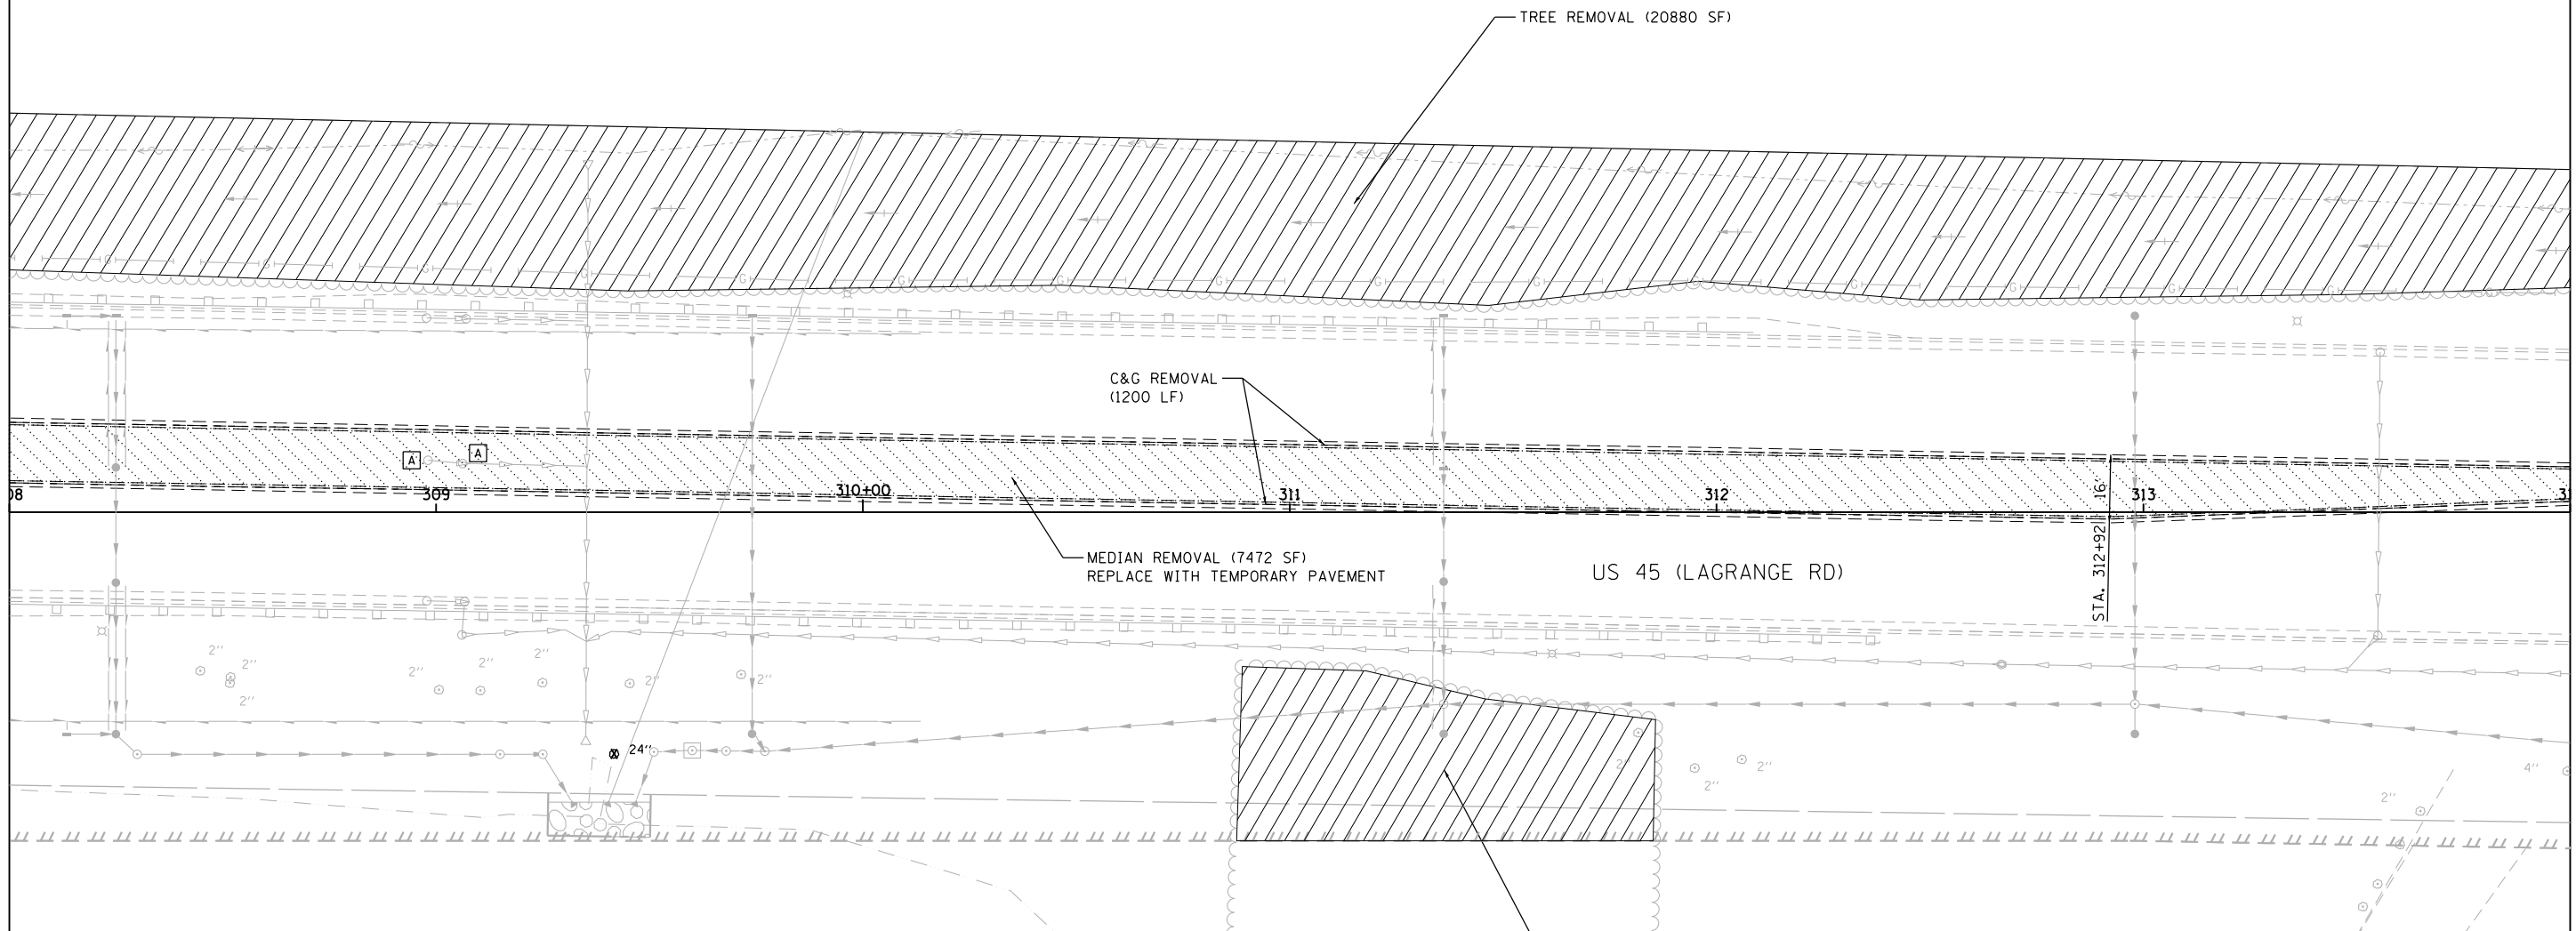 TREE REMOVAL (20880 SF)
G G G G G G G G G G G G G G G
C&G REMOVAL
(1200 LF)
A A
08 309 310+00 311 312 313 31
STA. 312+92 16'
MEDIAN REMOVAL (7472 SF)
REPLACE WITH TEMPORARY PAVEMENT
US 45 (LAGRANGE RD)
2" 2" 2" 2" 2" 2" 2" 2"
24"
2" 2" 2" 4" 2"